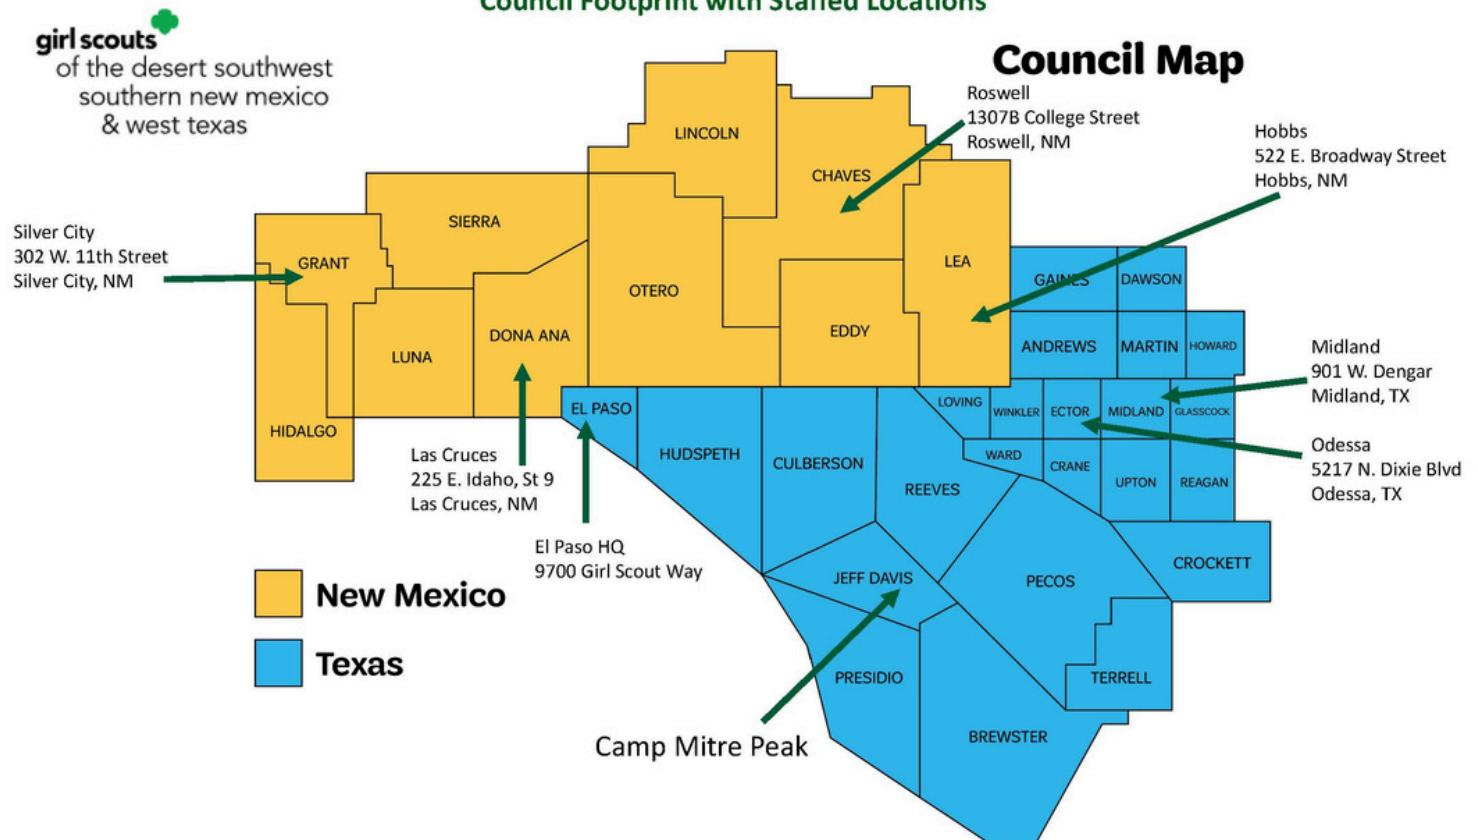 Council Footprint with Staffed Locations
girl scouts
of the desert southwest
southern new mexico
& west texas
Council Map
Roswell
1307B College Street
Roswell, NM
Hobbs
522 E. Broadway Street
Hobbs, NM
LINCOLN
CHAVES
SIERRA
Silver City
302 W. 11th Street
Silver City, NM
GRANT
LEA
OTERO
GAINES
DAWSON
DONA ANA
EDDY
LUNA
ANDREWS
MARTIN
HOWARD
Midland
901 W. Dengar
Midland, TX
HIDALGO
EL PASO
LOVING
WINKLER
ECTOR
MIDLAND
GLASSCOCK
Las Cruces
225 E. Idaho, St 9
Las Cruces, NM
HUDSPETH
CULBERSON
REEVES
WARD
CRANE
UPTON
REAGAN
Odessa
5217 N. Dixie Blvd
Odessa, TX
El Paso HQ
9700 Girl Scout Way
JEFF DAVIS
PECOS
CROCKETT
New Mexico
Texas
PRESIDIO
TERRELL
BREWSTER
Camp Mitre Peak